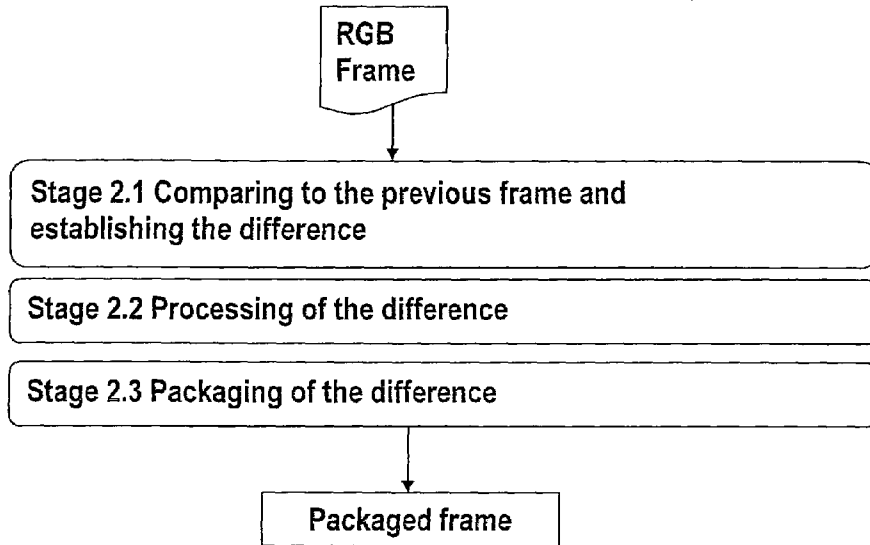 RGB
Frame
Stage 2.1 Comparing to the previous frame and
establishing the difference
Stage 2.2 Processing of the difference
Stage 2.3 Packaging of the difference
Packaged frame